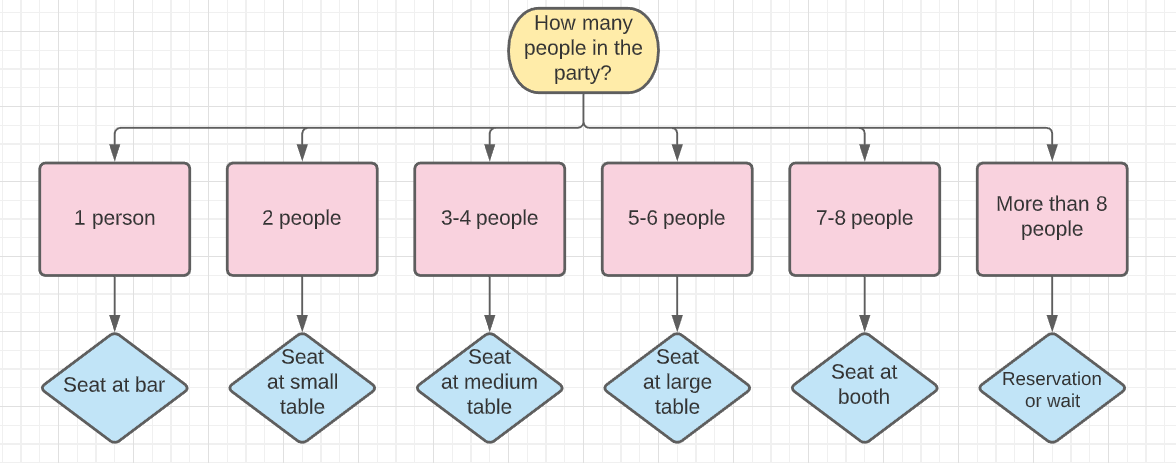 How many
people in the
party?
1 person
2 people
3-4 people
5-6 people
7-8 people
More than 8
people
Seat at bar
Seat
at small
table
Seat
at medium
table
Seat
at large
table
Seat at
booth
Reservation
or wait